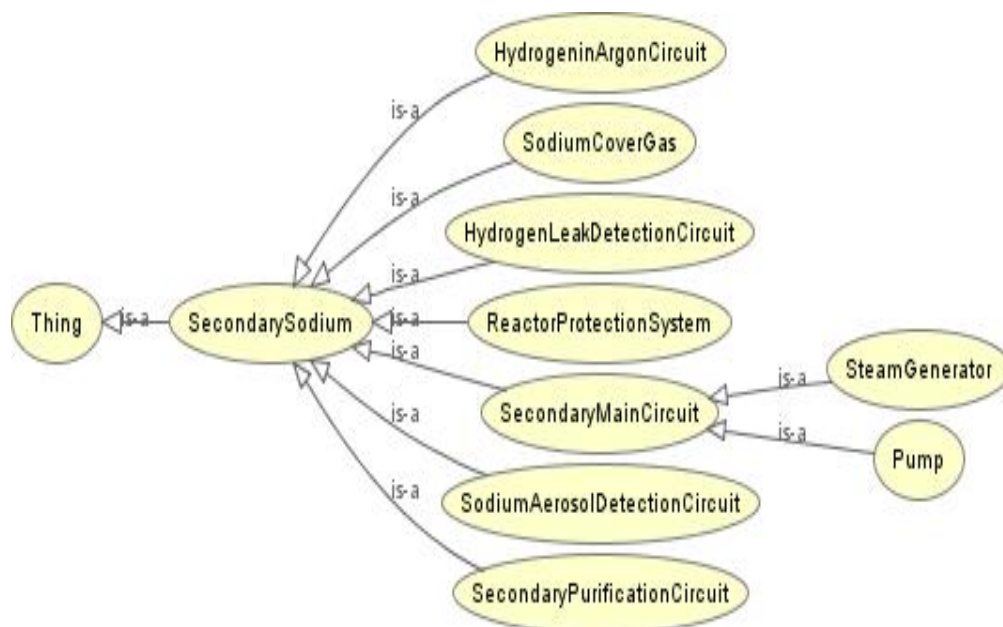 HydrogeninArgonCircuit
is-a
SodiumCoverGas
is-a
HydrogenLeakDetectionCircuit
is-a
Thing
is-a
SecondarySodium
is-a
ReactorProtectionSystem
is-a
SecondaryMainCircuit
is-a
SteamGenerator
is-a
Pump
is-a
SodiumAerosolDetectionCircuit
is-a
SecondaryPurificationCircuit